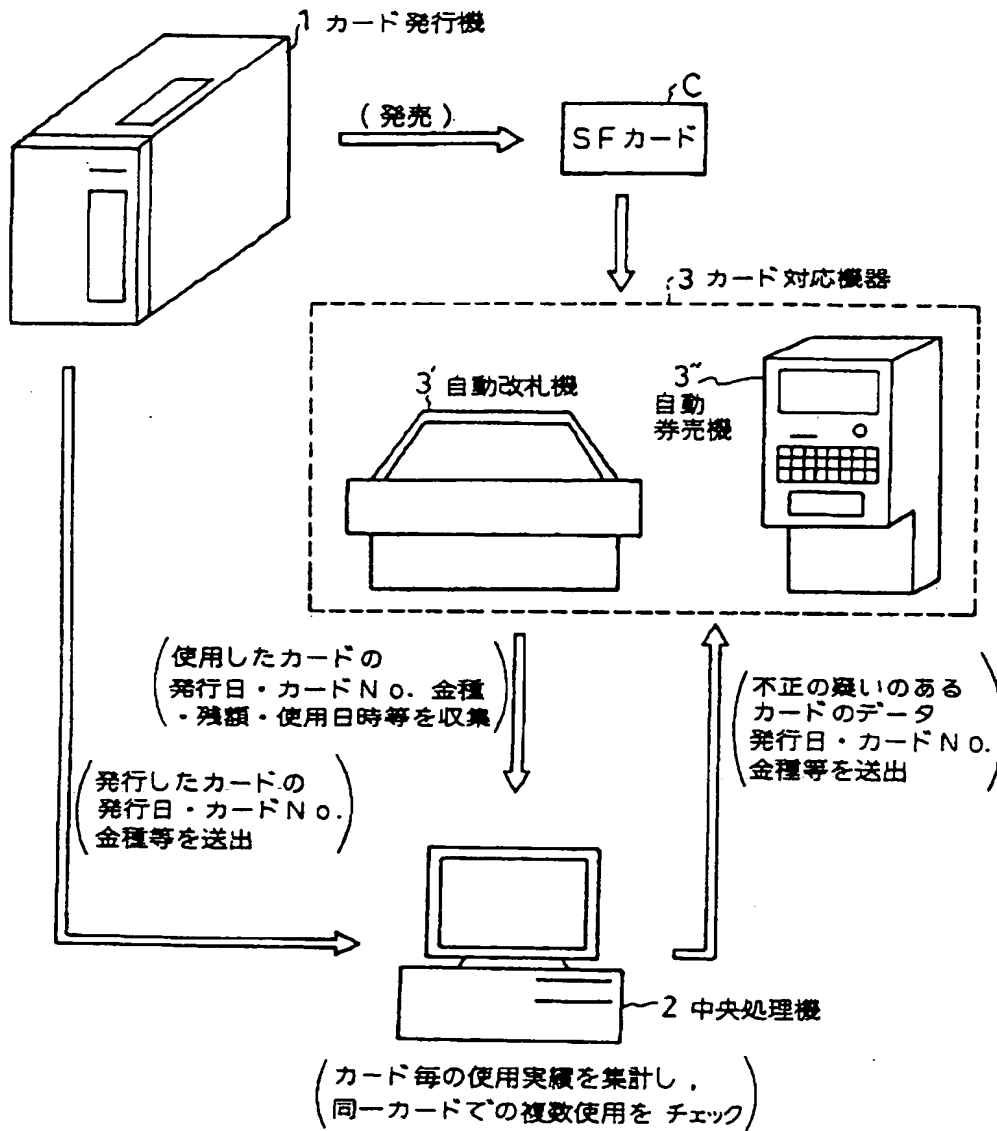 1 カード発行機
(発売)
C
SFカード
3 カード対応機器
3' 自動改札機
3"
自動
券売機
(使用したカードの
発行日・カードNo. 金種
・残額・使用日時等を収集)
(不正の疑いのある
カードのデータ
発行日・カードNo.
金種等を送出)
(発行したカードの
発行日・カードNo.
金種等を送出)
2 中央処理機
(カード毎の使用実績を集計し,
同一カードでの複数使用をチェック)